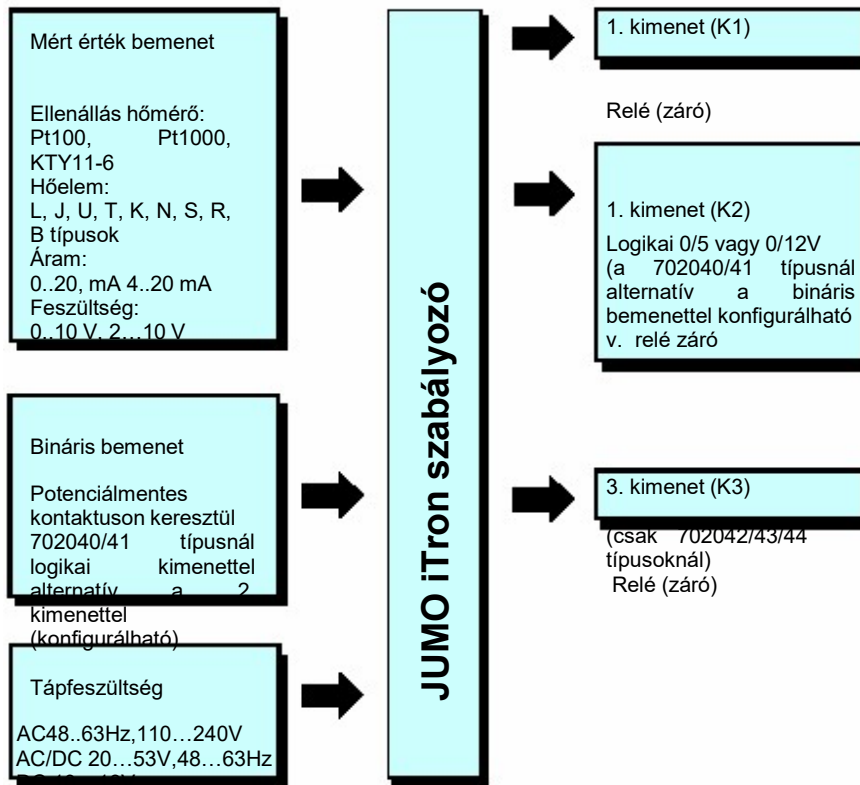 Mért érték bemenet
Ellenállás hőmérő:
Pt100, Pt1000,
KTY11-6
Hőelem:
L, J, U, T, K, N, S, R,
B típusok
Áram:
0..20, mA 4..20 mA
Feszültség:
0..10 V, 2…10 V
Bináris bemenet
Potenciálmentes
kontaktuson keresztül
702040/41 típusnál
logikai kimenettel
alternatív a 2.
kimenettel
(konfigurálható)
Tápfeszültség
AC48..63Hz,110…240V
AC/DC 20…53V,48…63Hz
JUMO iTron szabályozó
1. kimenet (K1)
Relé (záró)
1. kimenet (K2)
Logikai 0/5 vagy 0/12V
(a 702040/41 típusnál
alternatív a bináris
bemenettel konfigurálható
v. relé záró
3. kimenet (K3)
(csak 702042/43/44
típusoknál)
Relé (záró)